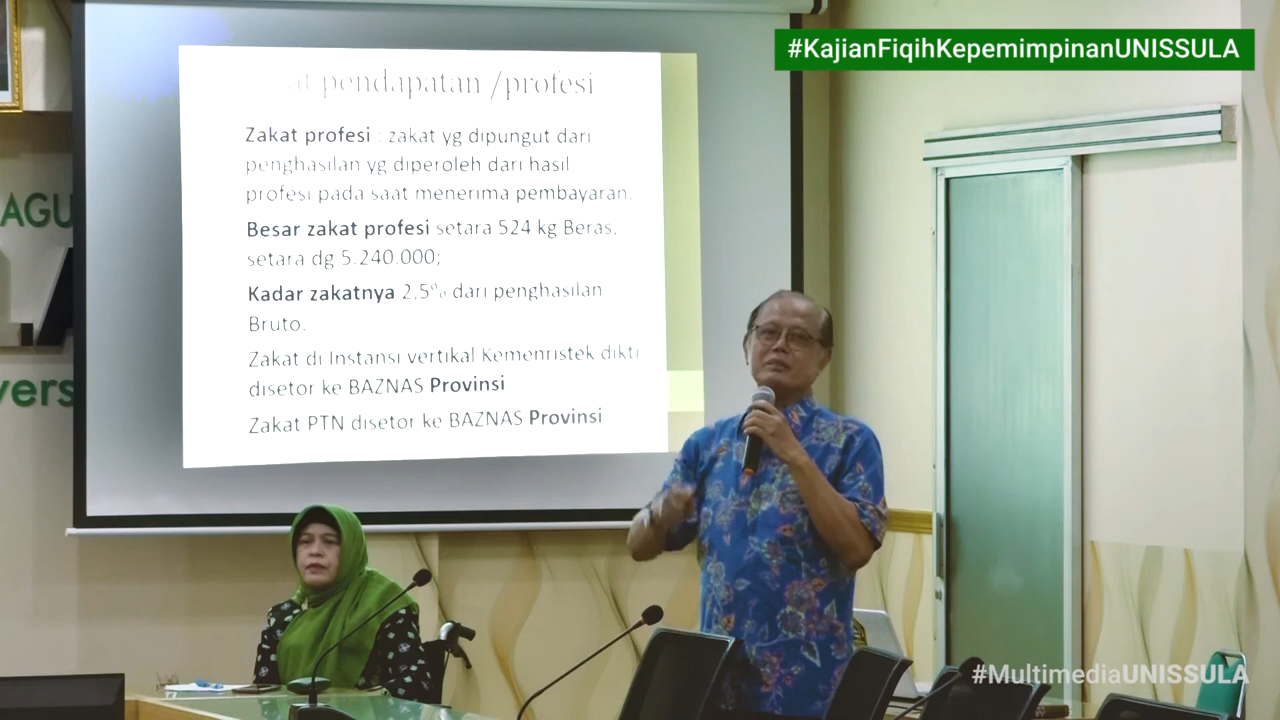 #KajianFiqihKepemimpinanUNISSULA
pendapatan /profesi
Zakat profesi : zakat yg dipungut dari
penghasilan yg diperoleh dari hasil
profesi pada saat menerima pembayaran.
Besar zakat profesi setara 524 kg Beras,
setara dg 5.240.000;
Kadar zakatnya 2,5% dari penghasilan
Bruto.
Zakat di Instansi vertikal Kemenristek dikti
disetor ke BAZNAS Provinsi
Zakat PTN disetor ke BAZNAS Provinsi
AGU
vers
#MultimediaUNISSULA